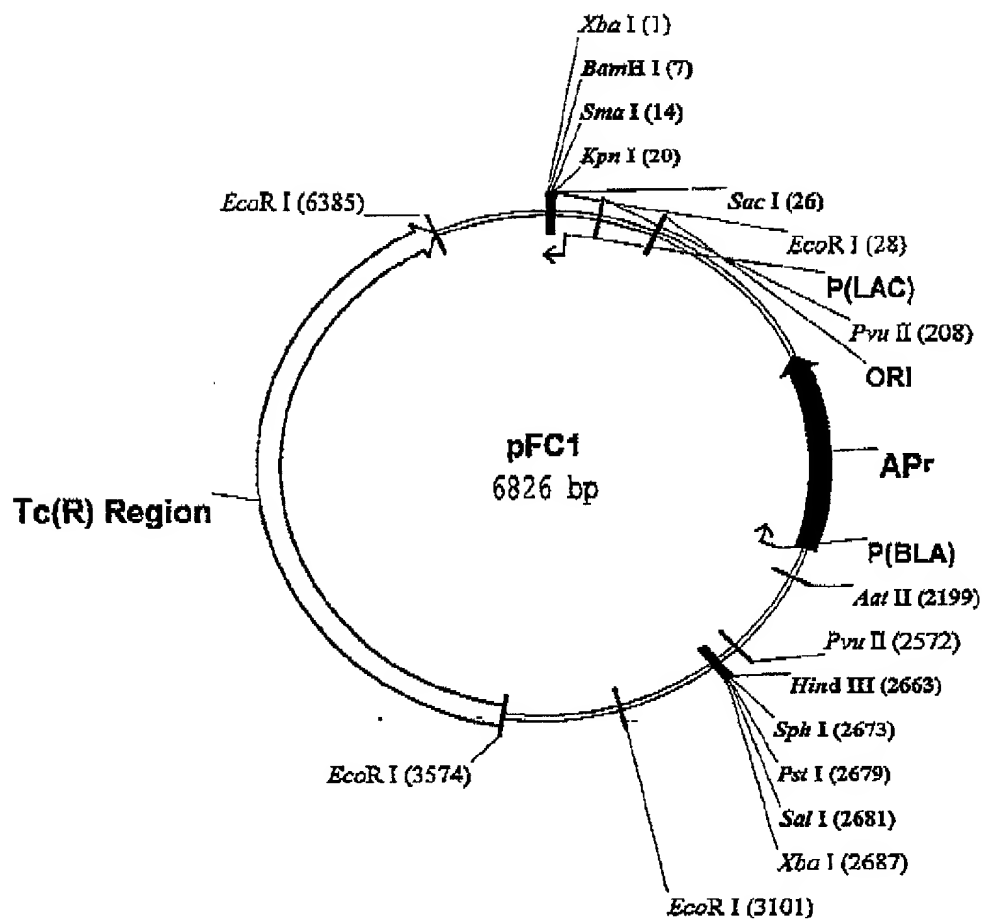 Xba I (1)
BamH I (7)
Sma I (14)
Kpn I (20)
Sac I (26)
EcoR I (6385)
EcoR I (28)
P(LAC)
Pvu II (208)
ORI
pFC1
6826 bp
APr
Tc(R) Region
P(BLA)
Aat II (2199)
Pvu II (2572)
Hind III (2663)
Sph I (2673)
EcoR I (3574)
Pst I (2679)
Sal I (2681)
Xba I (2687)
EcoR I (3101)